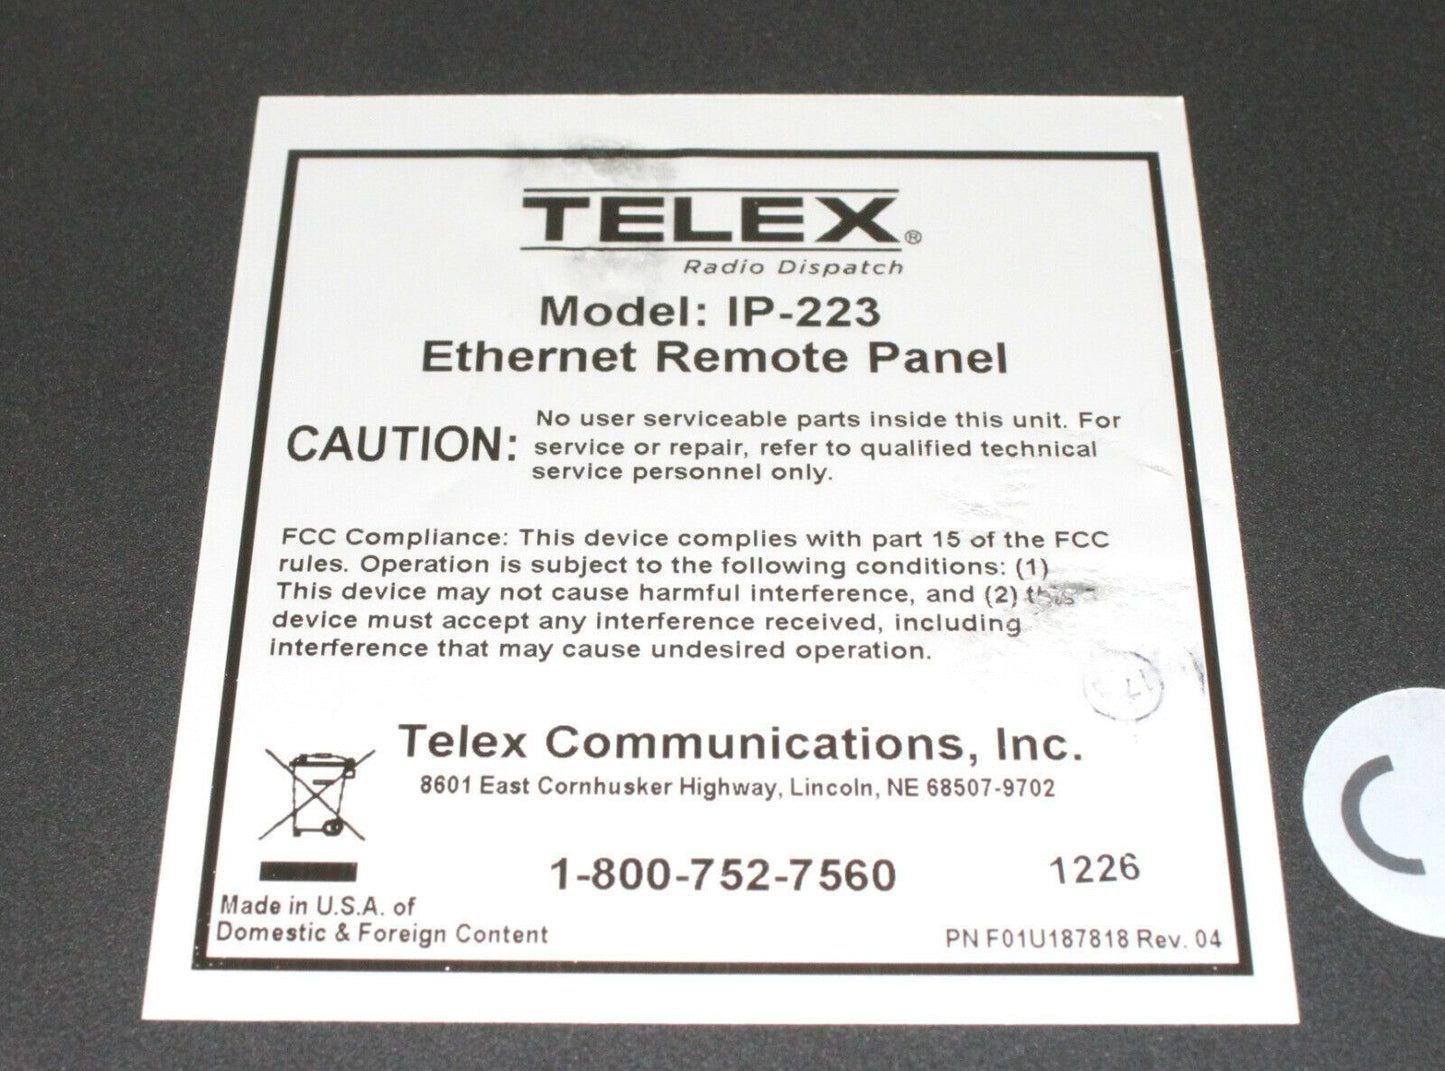 TELEX®
Radio Dispatch
Model: IP-223
Ethernet Remote Panel
CAUTION: No user serviceable parts inside this unit. For
service or repair, refer to qualified technical
service personnel only.
FCC Compliance: This device complies with part 15 of the FCC
rules. Operation is subject to the following conditions: (1)
This device may not cause harmful interference, and (2) this
device must accept any interference received, including
interference that may cause undesired operation.
17
Telex Communications, Inc.
8601 East Cornhusker Highway, Lincoln, NE 68507-9702
1-800-752-7560 1226
Made in U.S.A. of
Domestic & Foreign Content
PN F01U187818 Rev. 04